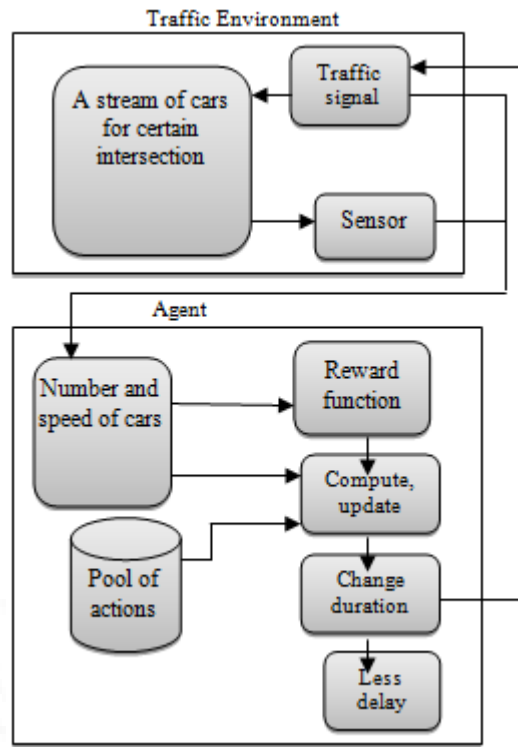 Traffic Environment
A stream of cars
for certain
intersection
Traffic
signal
Sensor
Agent
Number and
speed of cars
Reward
function
Compute,
update
Pool of
actions
Change
duration
Less
delay